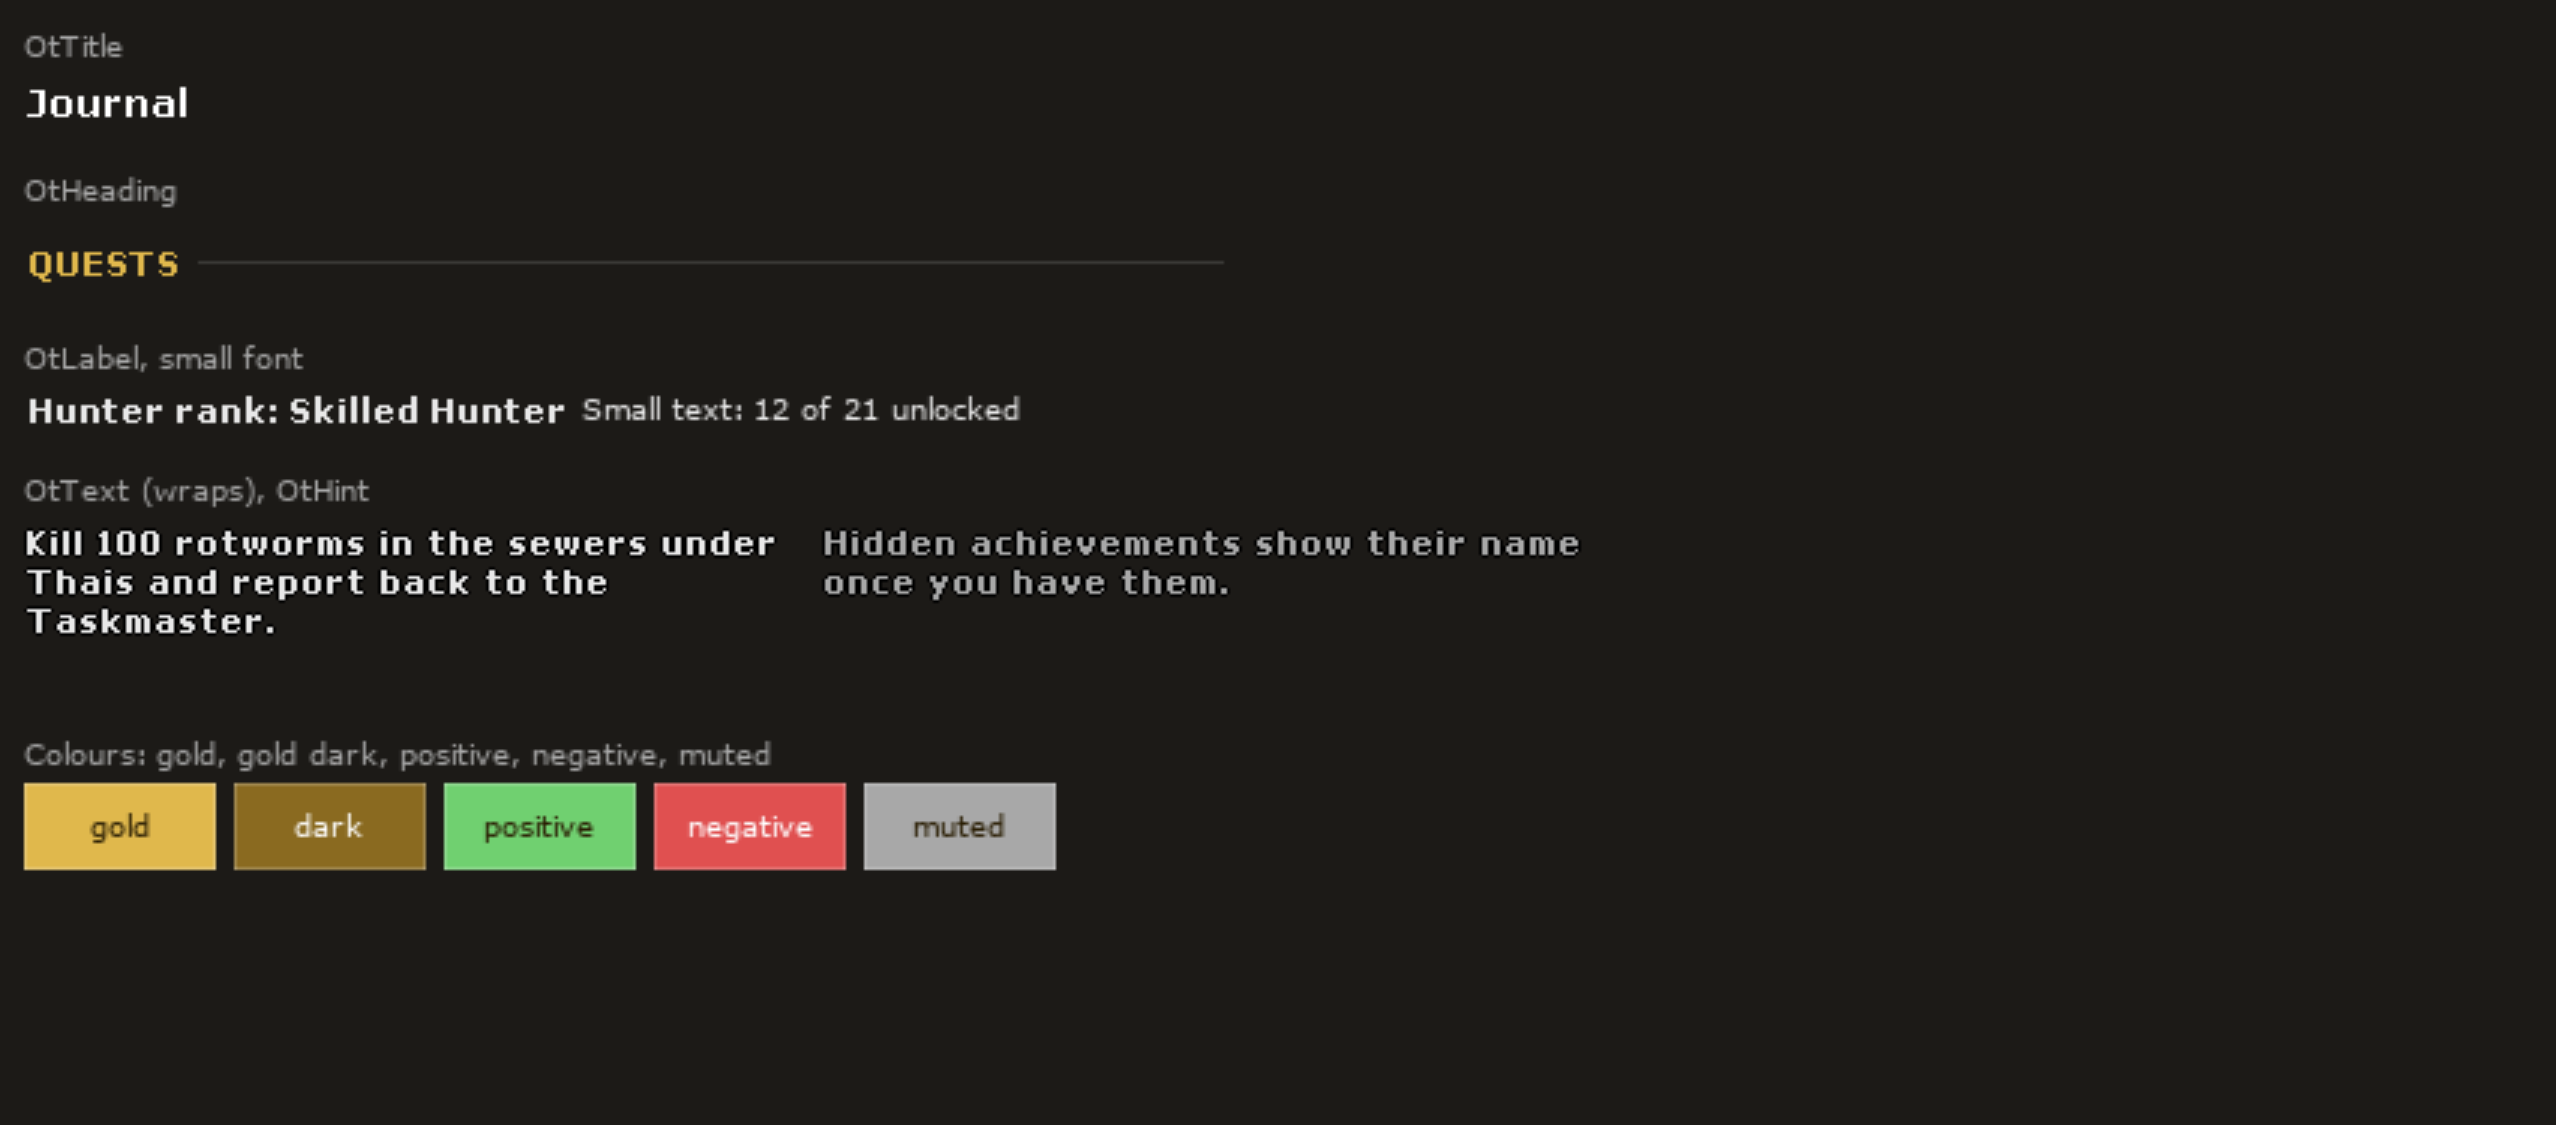 OtTitle
Journal
OtHeading
QUESTS
OtLabel, small font
Hunter rank: Skilled Hunter Small text: 12 of 21 unlocked
OtText (wraps), OtHint
Kill 100 rotworms in the sewers under
Thais and report back to the
Taskmaster.
Hidden achievements show their name
once you have them.
Colours: gold, gold dark, positive, negative, muted
gold dark positive negative muted